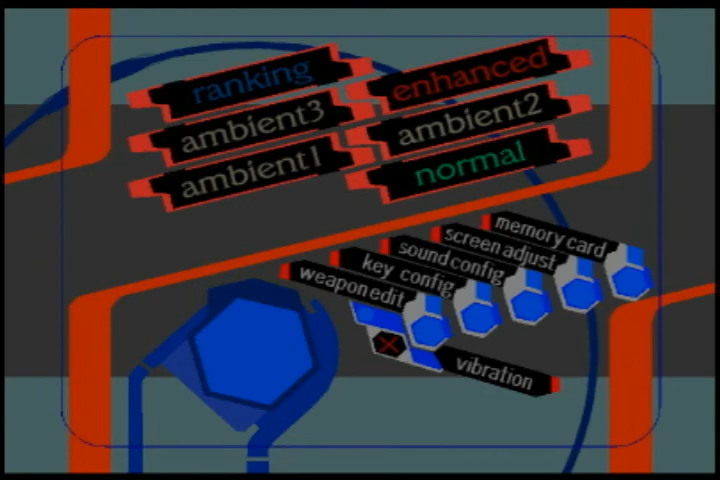 ranking
enhanced
ambient3
ambient2
ambient1
normal
memory card
screen adjust
sound config
key config
weapon edit
vibration